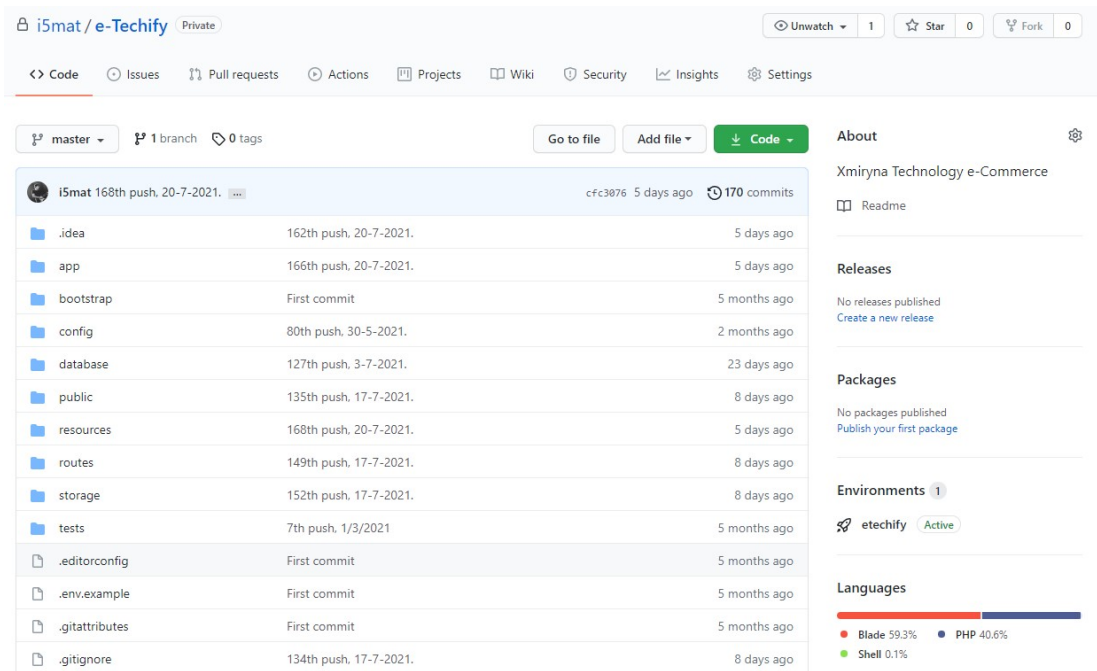 i5mat / e-Techify Private
Unwatch 1 Star 0 Fork 0
Code Issues Pull requests Actions Projects Wiki Security Insights Settings
master 1 branch 0 tags Go to file Add file Code
i5mat 168th push, 20-7-2021. ... cfc3076 5 days ago 170 commits
.idea 162th push, 20-7-2021. 5 days ago
app 166th push, 20-7-2021. 5 days ago
bootstrap First commit 5 months ago
config 80th push, 30-5-2021. 2 months ago
database 127th push, 3-7-2021. 23 days ago
public 135th push, 17-7-2021. 8 days ago
resources 168th push, 20-7-2021. 5 days ago
routes 149th push, 17-7-2021. 8 days ago
storage 152th push, 17-7-2021. 8 days ago
tests 7th push, 1/3/2021 5 months ago
.editorconfig First commit 5 months ago
.env.example First commit 5 months ago
.gitattributes First commit 5 months ago
.gitignore 134th push, 17-7-2021. 8 days ago
About
Xmiryna Technology e-Commerce
Readme
Releases
No releases published
Create a new release
Packages
No packages published
Publish your first package
Environments 1
etechify Active
Languages
Blade 59.3% PHP 40.6%
Shell 0.1%